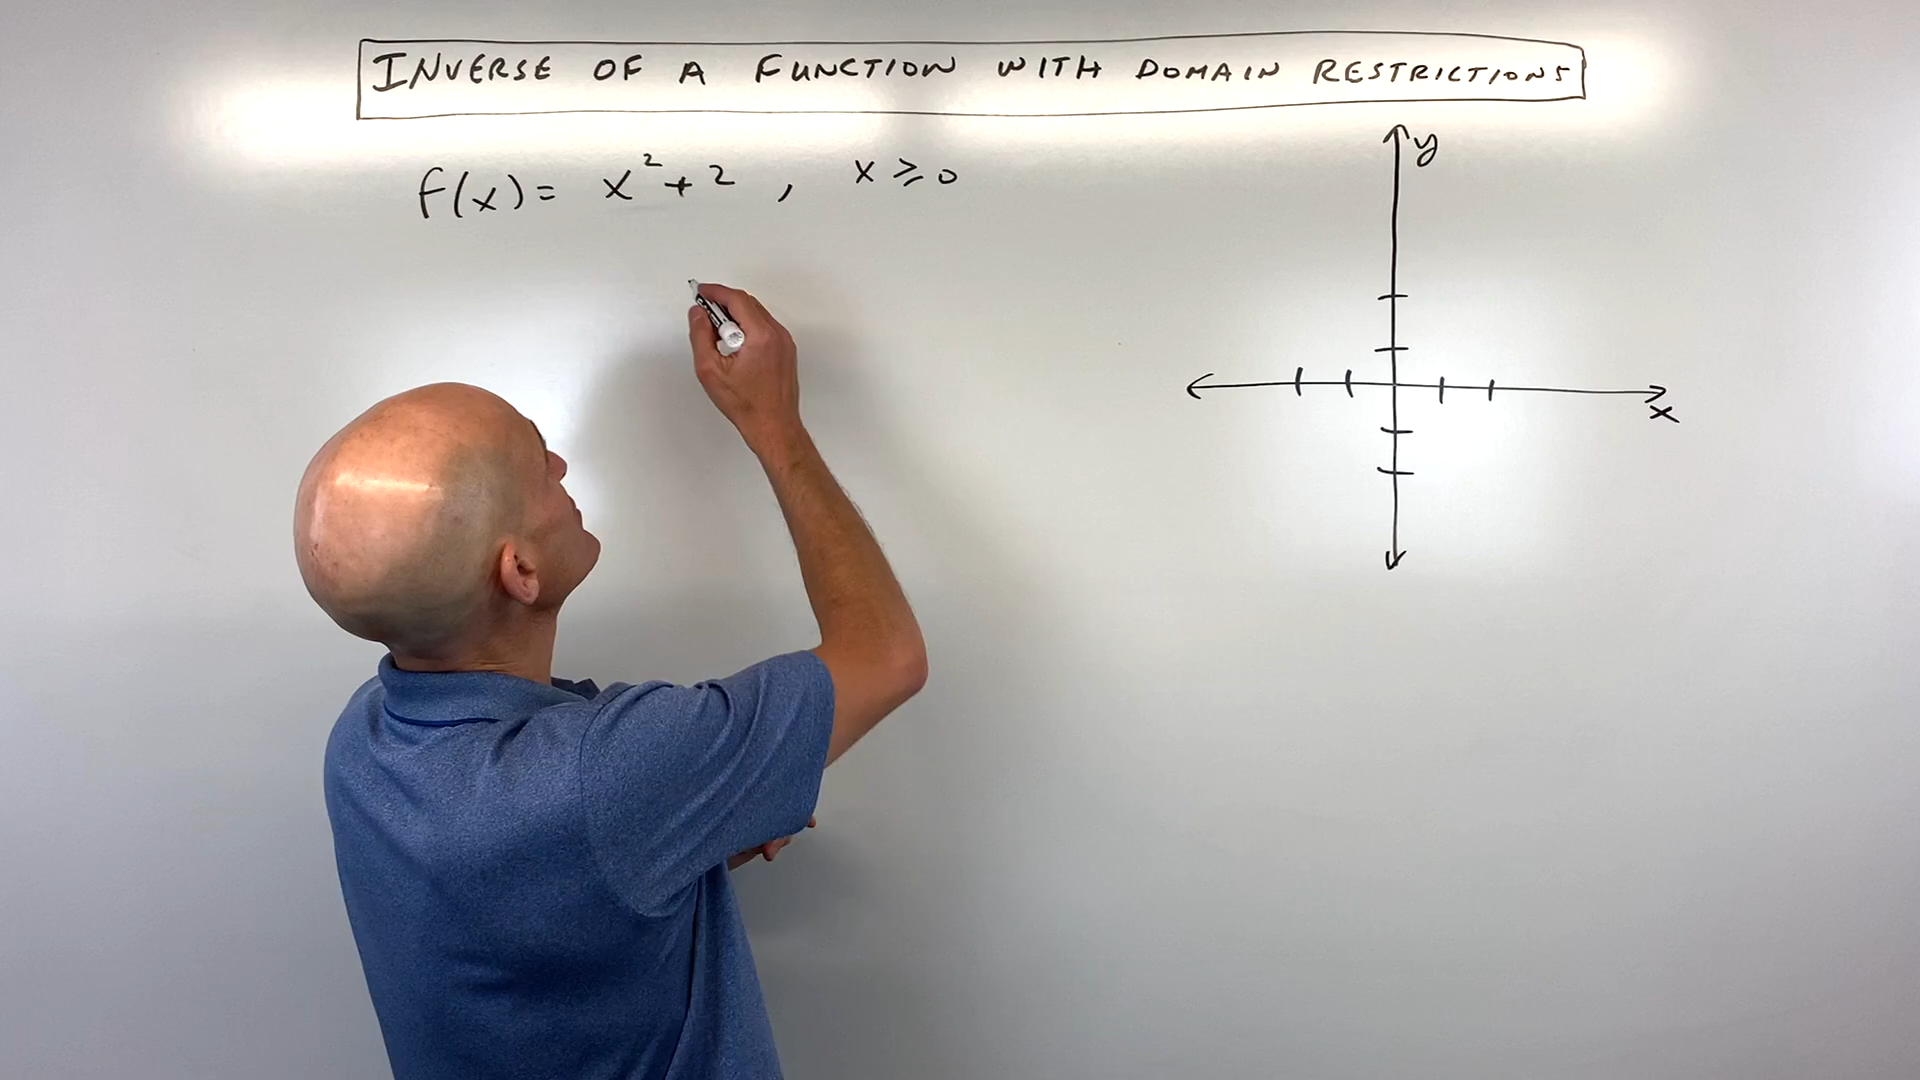 INVERSE OF A FUNCTION WITH DOMAIN RESTRICTIONS
f(x) = x² + 2 , x ≥ 0
y
x